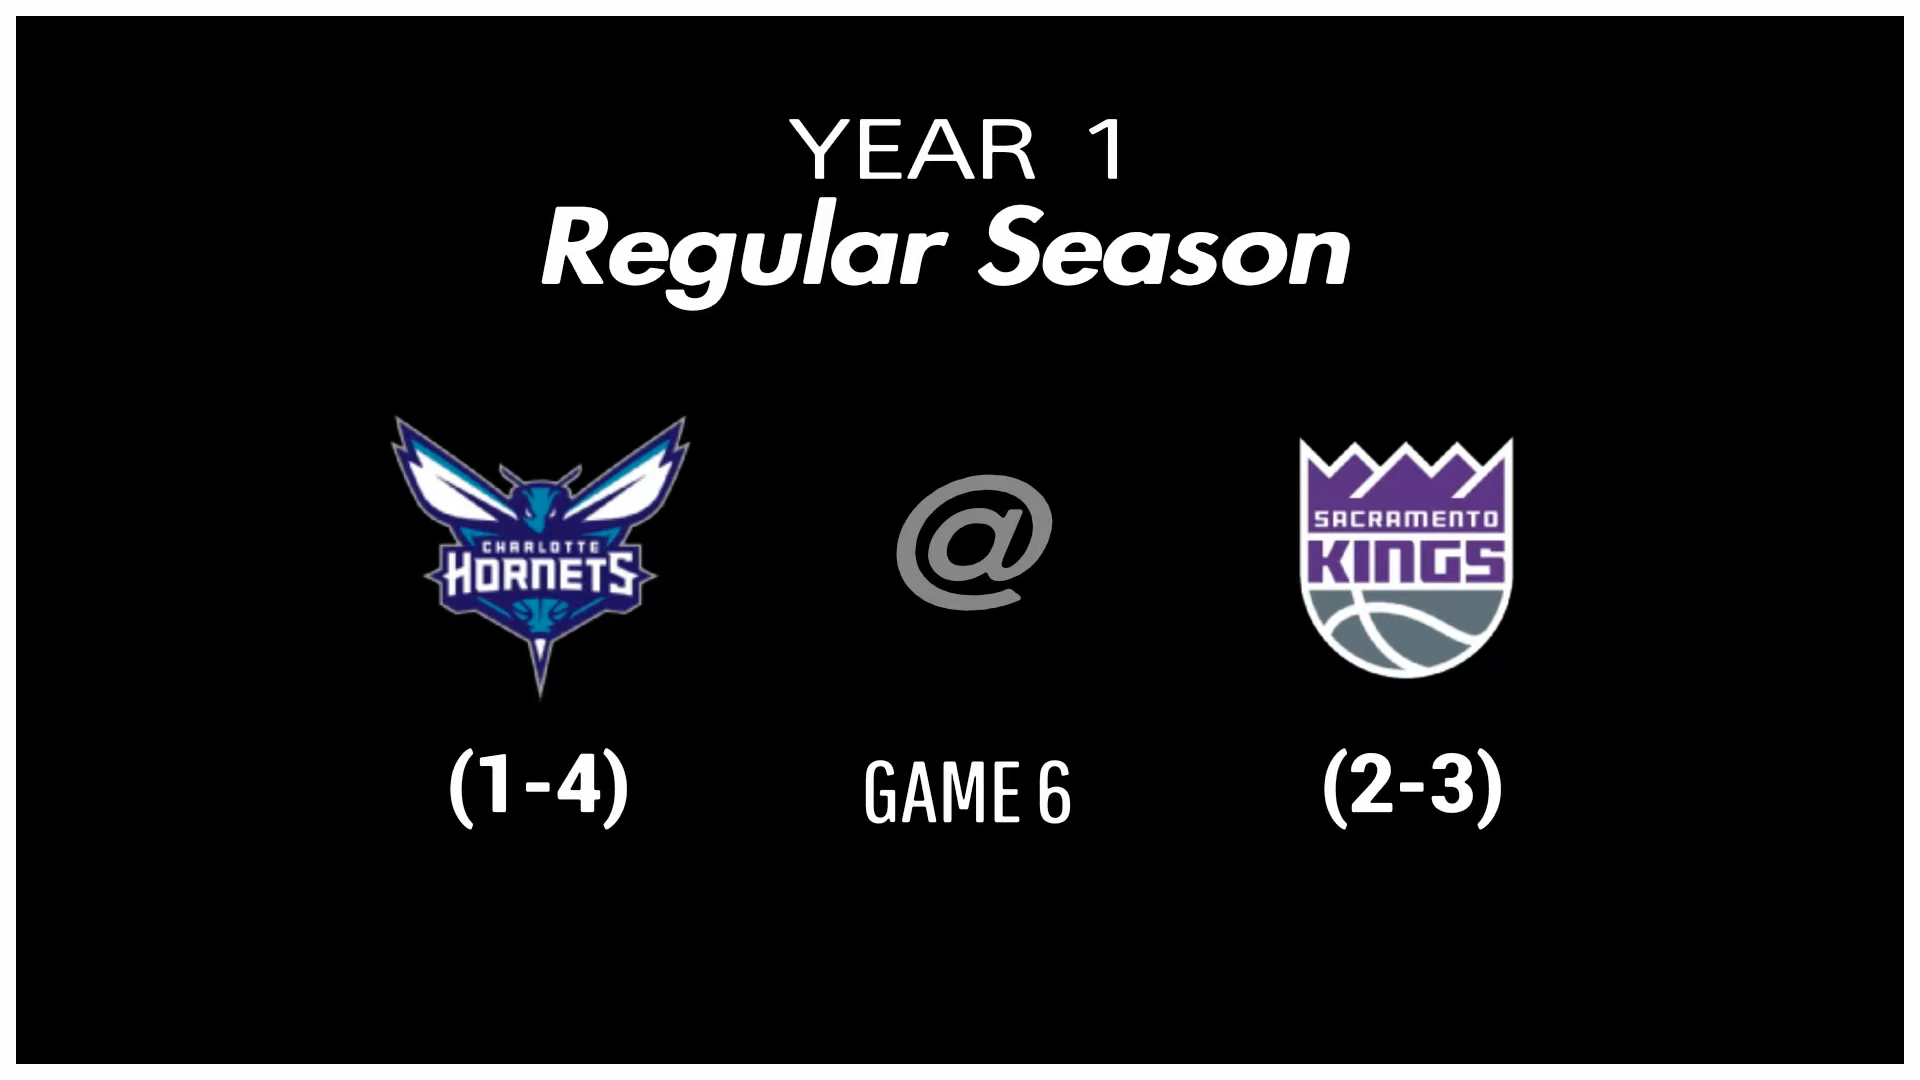 YEAR 1
Regular Season
CHARLOTTE
HORNETS
@
SACRAMENTO
KINGS
(1-4)
GAME 6
(2-3)